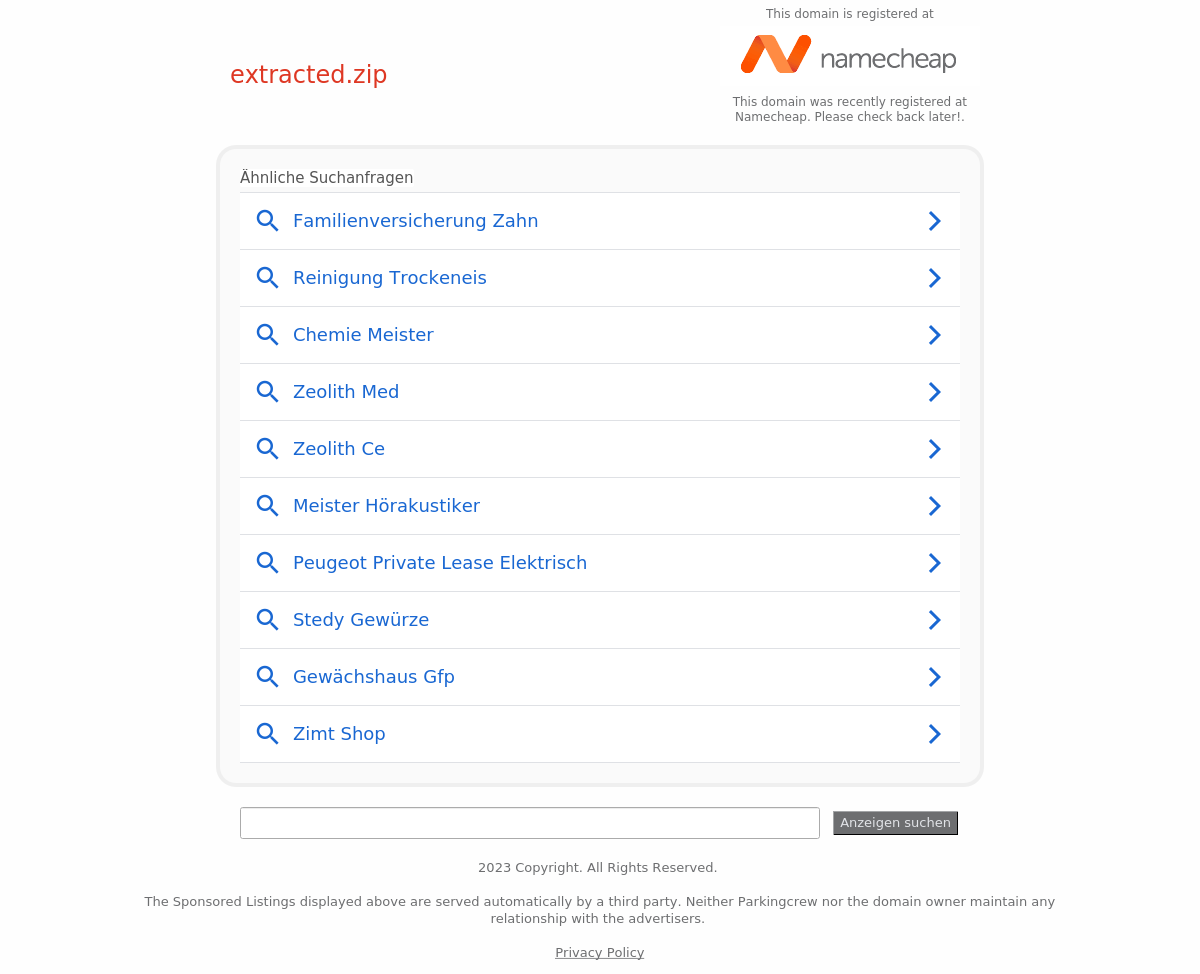 This domain is registered at
namecheap
extracted.zip
This domain was recently registered at
Namecheap. Please check back later!.
Ähnliche Suchanfragen
Familienversicherung Zahn
Reinigung Trockeneis
Chemie Meister
Zeolith Med
Zeolith Ce
Meister Hörakustiker
Peugeot Private Lease Elektrisch
Stedy Gewürze
Gewächshaus Gfp
Zimt Shop
Anzeigen suchen
2023 Copyright. All Rights Reserved.
The Sponsored Listings displayed above are served automatically by a third party. Neither Parkingcrew nor the domain owner maintain any
relationship with the advertisers.
Privacy Policy